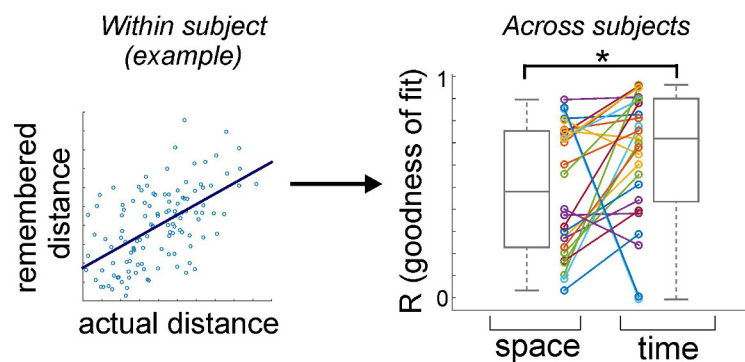 Within subject
(example)
remembered
distance
actual distance
Across subjects
*
R (goodness of fit)
1
0
space
time